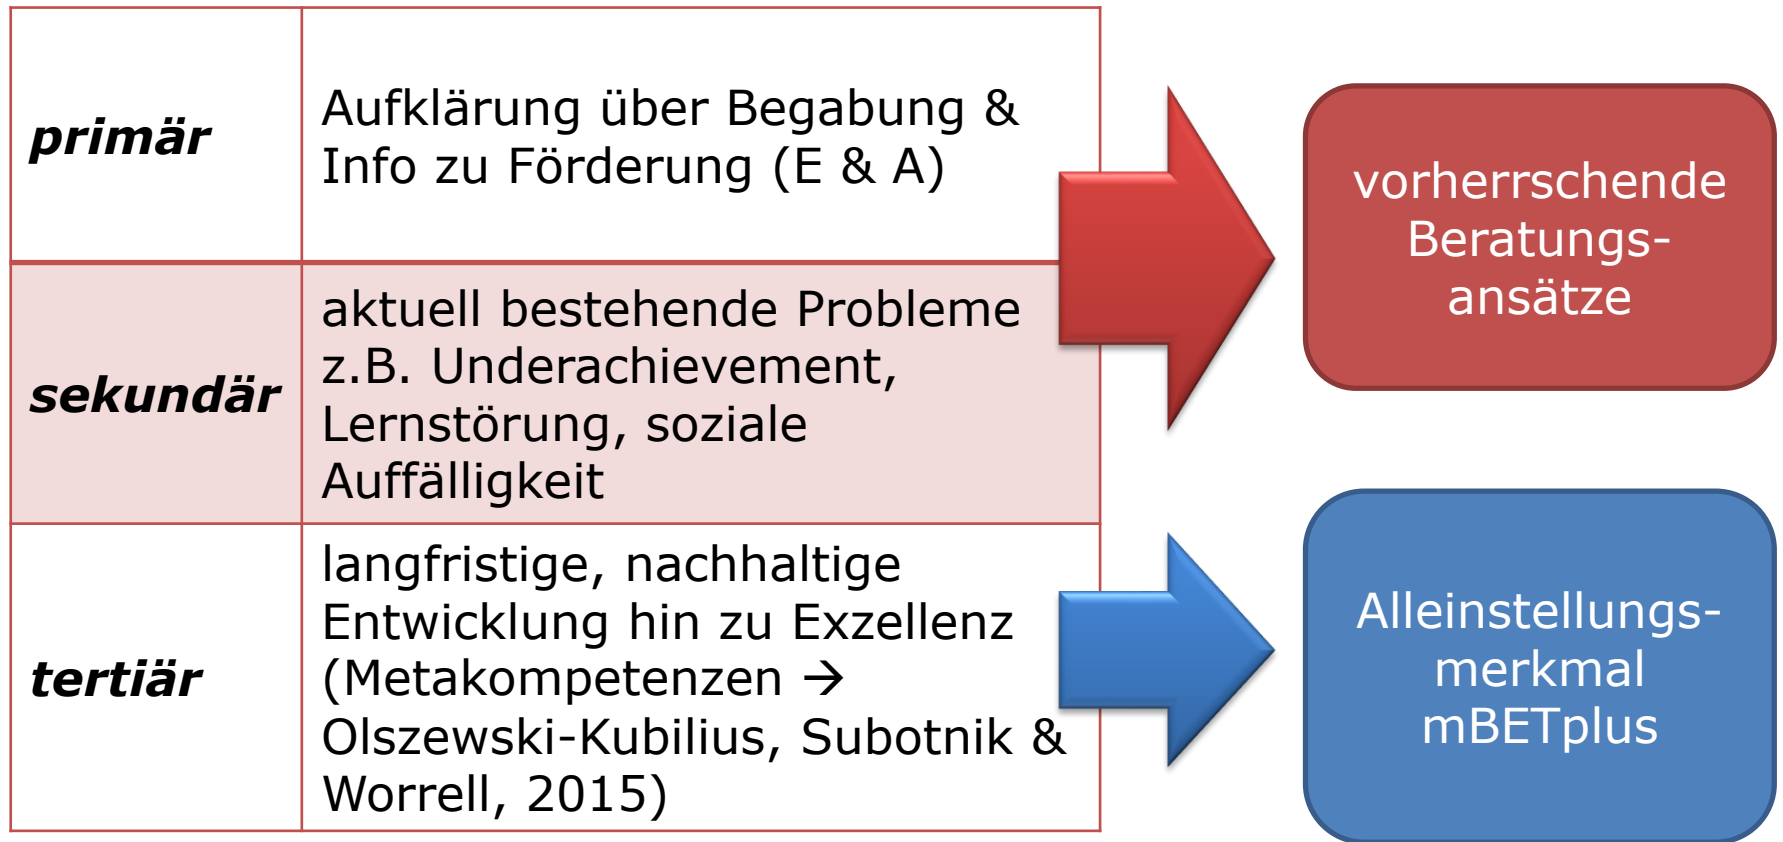 primär
Aufklärung über Begabung &
Info zu Förderung (E & A)
sekundär
aktuell bestehende Probleme
z.B. Underachievement,
Lernstörung, soziale
Auffälligkeit
tertiär
langfristige, nachhaltige
Entwicklung hin zu Exzellenz
(Metakompetenzen →
Olszewski-Kubilius, Subotnik &
Worrell, 2015)
vorherrschende
Beratungs-
ansätze
Alleinstellungs-
merkmal
mBETplus